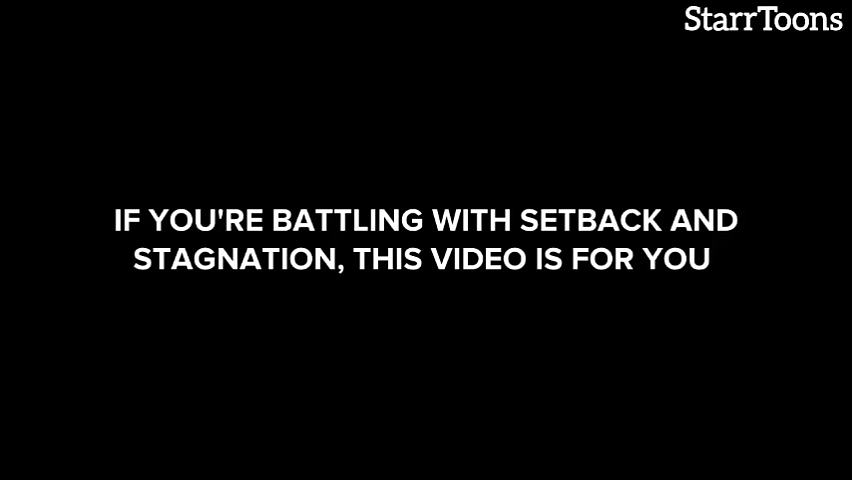 StarrToons
IF YOU'RE BATTLING WITH SETBACK AND
STAGNATION, THIS VIDEO IS FOR YOU